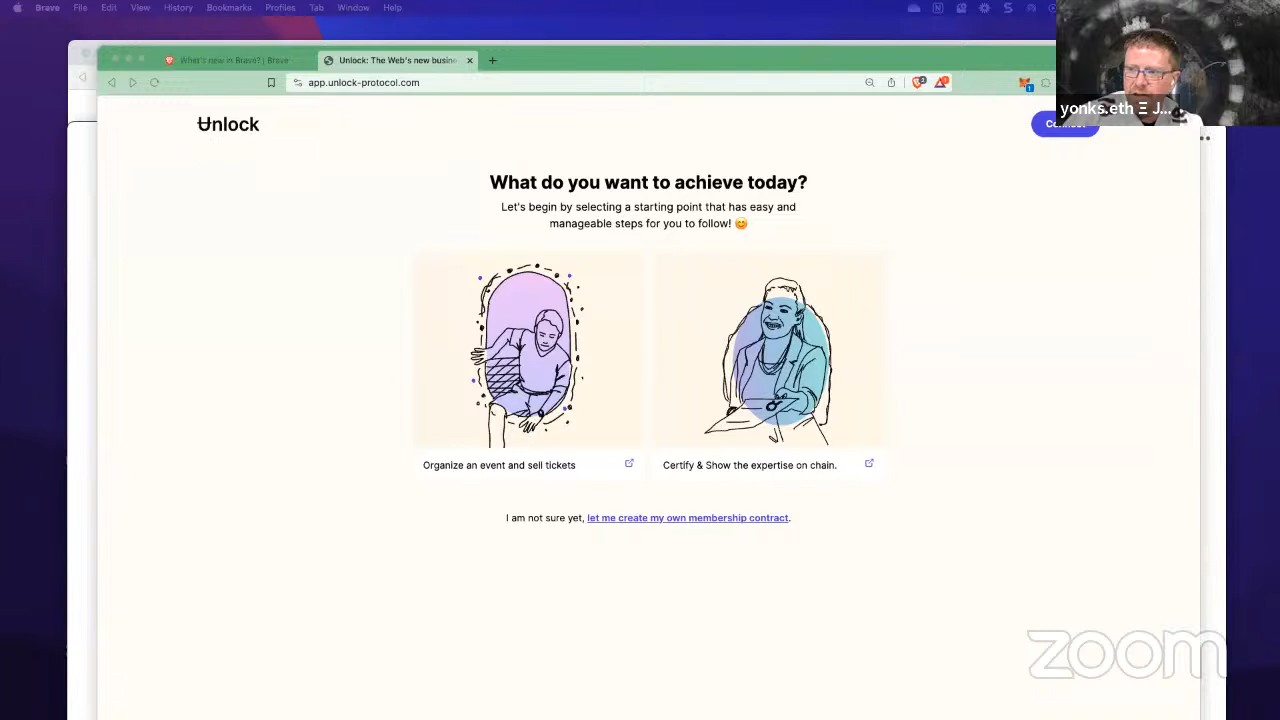 Brave File Edit View History Bookmarks Profiles Tab Window Help
What's new in Brave? | Brave
Unlock: The Web's new busine
app.unlock-protocol.com
yonks.eth Ξ J...
Unlock
What do you want to achieve today?
Let's begin by selecting a starting point that has easy and
manageable steps for you to follow! 😊
Organize an event and sell tickets
Certify & Show the expertise on chain.
I am not sure yet, let me create my own membership contract.
zoom